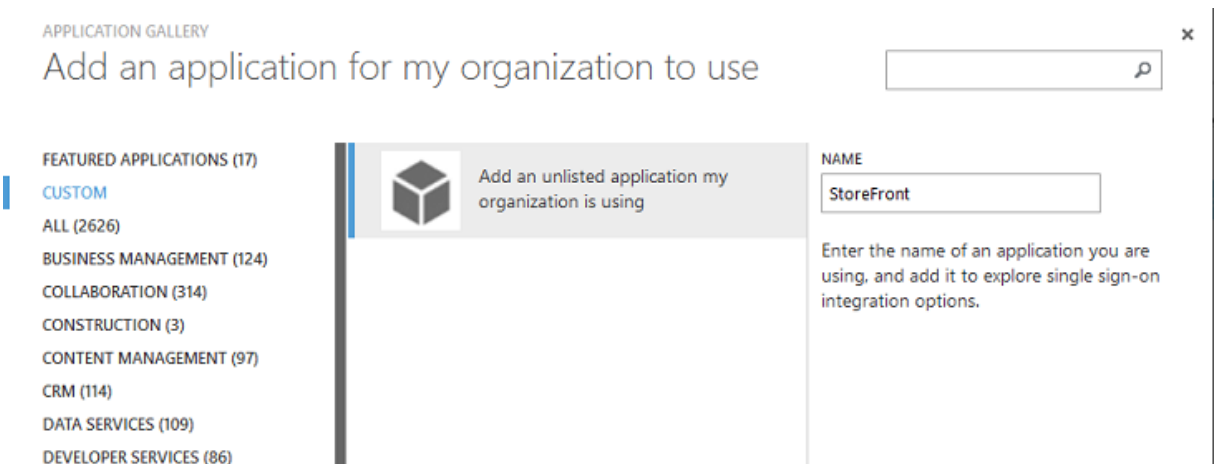 APPLICATION GALLERY
Add an application for my organization to use
FEATURED APPLICATIONS (17)
CUSTOM
ALL (2626)
BUSINESS MANAGEMENT (124)
COLLABORATION (314)
CONSTRUCTION (3)
CONTENT MANAGEMENT (97)
CRM (114)
DATA SERVICES (109)
DEVELOPER SERVICES (86)
Add an unlisted application my
organization is using
NAME
StoreFront
Enter the name of an application you are
using, and add it to explore single sign-on
integration options.